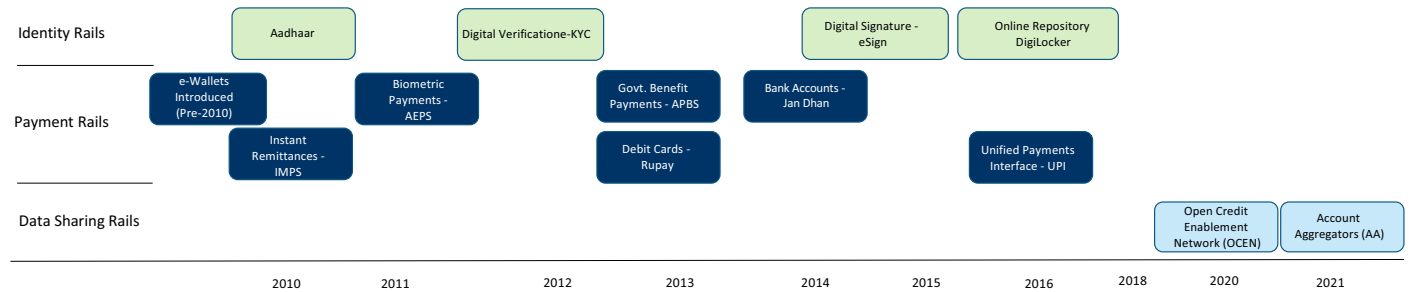 Identity Rails
Aadhaar
Digital Verificatione-KYC
Digital Signature -
eSign
Online Repository
DigiLocker
Payment Rails
e-Wallets
Introduced
(Pre-2010)
Biometric
Payments -
AEPS
Govt. Benefit
Payments - APBS
Bank Accounts -
Jan Dhan
Instant
Remittances -
IMPS
Debit Cards -
Rupay
Unified Payments
Interface - UPI
Data Sharing Rails
Open Credit
Enablement
Network (OCEN)
Account
Aggregators (AA)
2010
2011
2012
2013
2014
2015
2016
2018
2020
2021